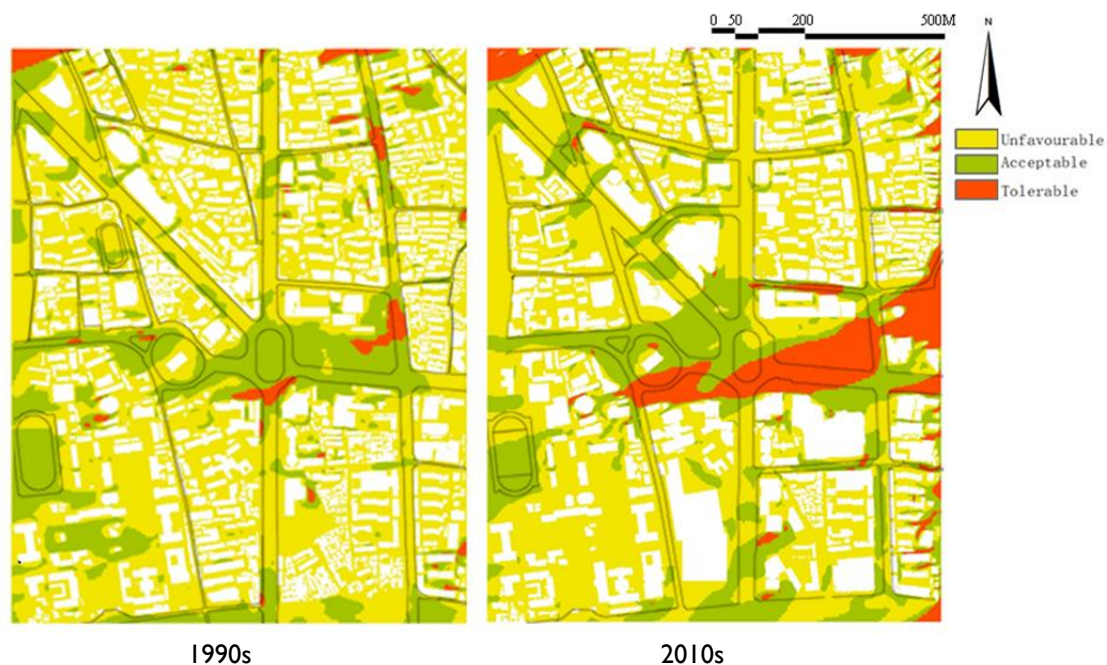 0 50 200 500M
N
Unfavourable
Acceptable
Tolerable
1990s 2010s